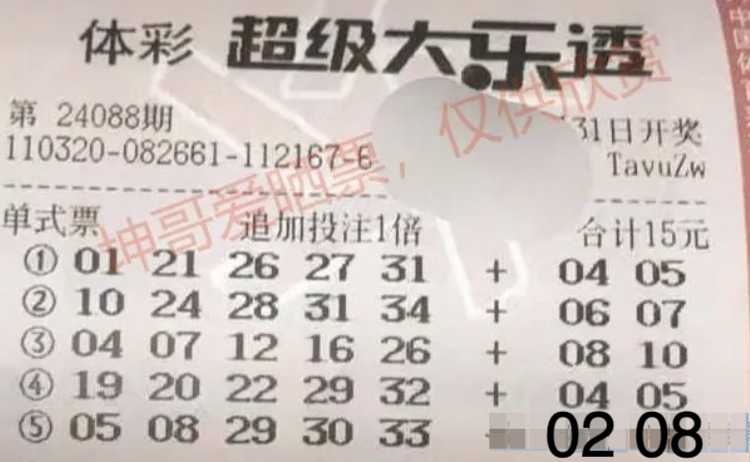 体彩 超级大乐透
第 24088期 31日开奖
110320-082661-112167-6 TavuZw
坤哥爱晒票,仅供欣赏
单式票 追加投注1倍 合计15元
① 01 21 26 27 31 + 04 05
② 10 24 28 31 34 + 06 07
③ 04 07 12 16 26 + 08 10
④ 19 20 22 29 32 + 04 05
⑤ 05 08 29 30 33 02 08
中国体